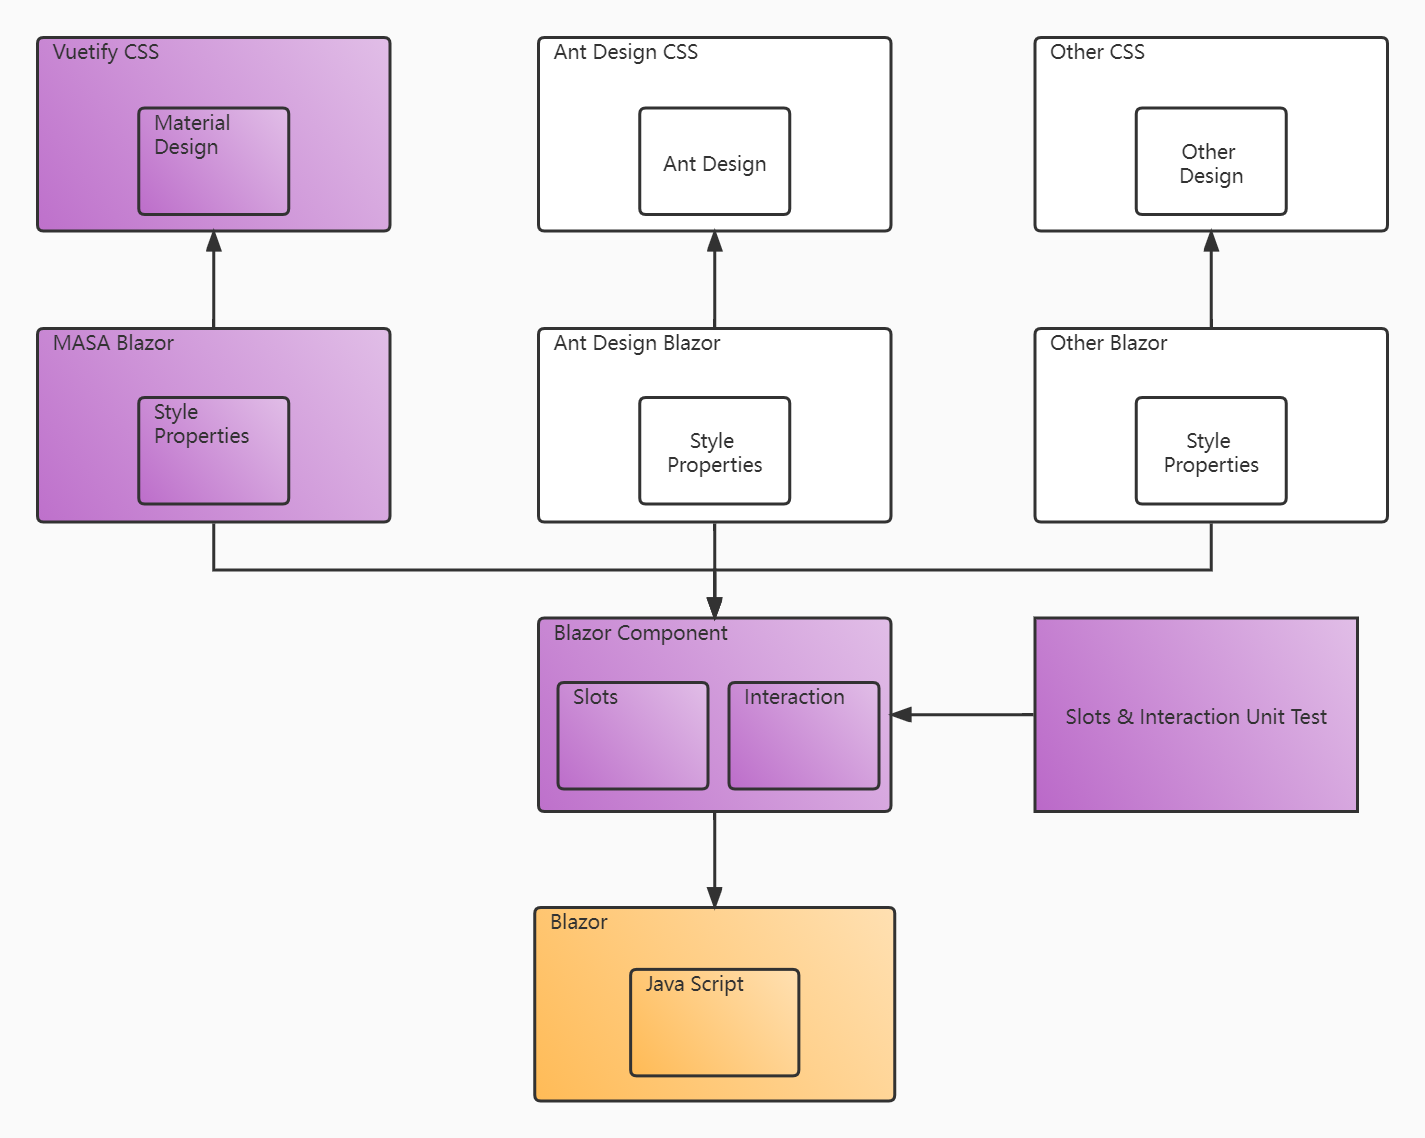 Vuetify CSS
Material
Design
Ant Design CSS
Ant Design
Other CSS
Other
Design
MASA Blazor
Style
Properties
Ant Design Blazor
Style
Properties
Other Blazor
Style
Properties
Blazor Component
Slots
Interaction
Slots & Interaction Unit Test
Blazor
Java Script